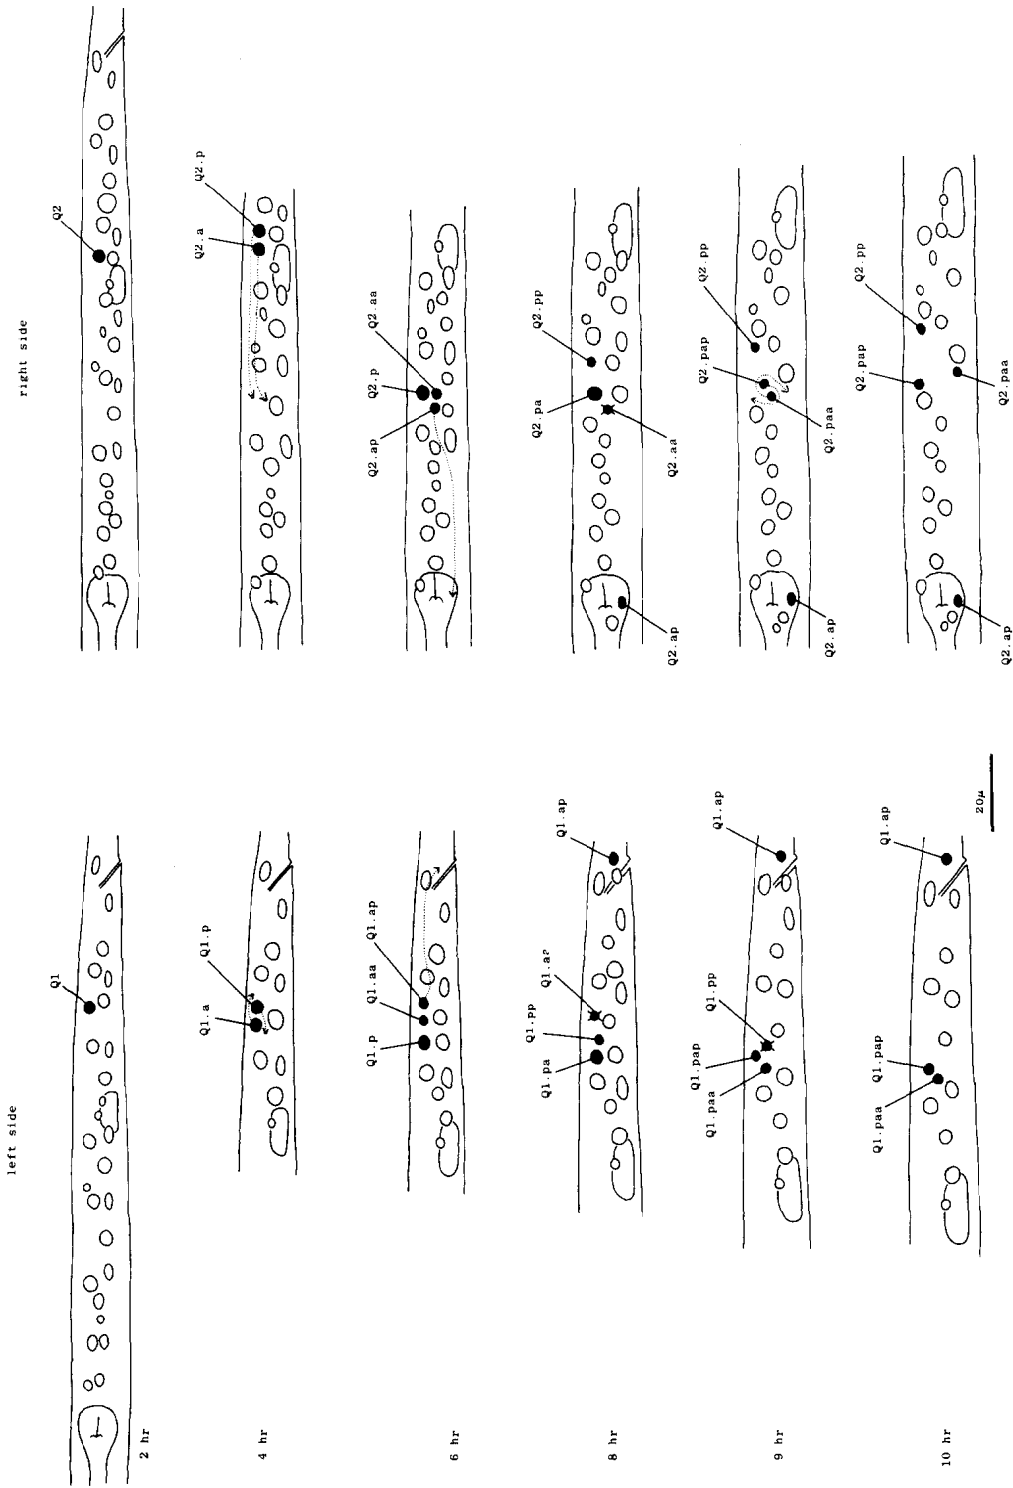 left side
right side
Q1
Q2
2 hr
Q1.a
Q1.p
Q2.a
Q2.p
4 hr
Q1.p
Q1.aa
Q1.ap
Q2.ap
Q2.p
Q2.aa
6 hr
Q1.pa
Q1.pp
Q1.ap
Q2.pa
Q2.pp
Q2.ap
Q2.aa
8 hr
Q1.paa
Q1.pap
Q1.pp
Q1.ap
Q2.pap
Q2.pp
Q2.ap
Q2.paa
9 hr
Q1.paa
Q1.pap
Q1.ap
Q2.pap
Q2.pp
Q2.ap
Q2.paa
10 hr
20μ